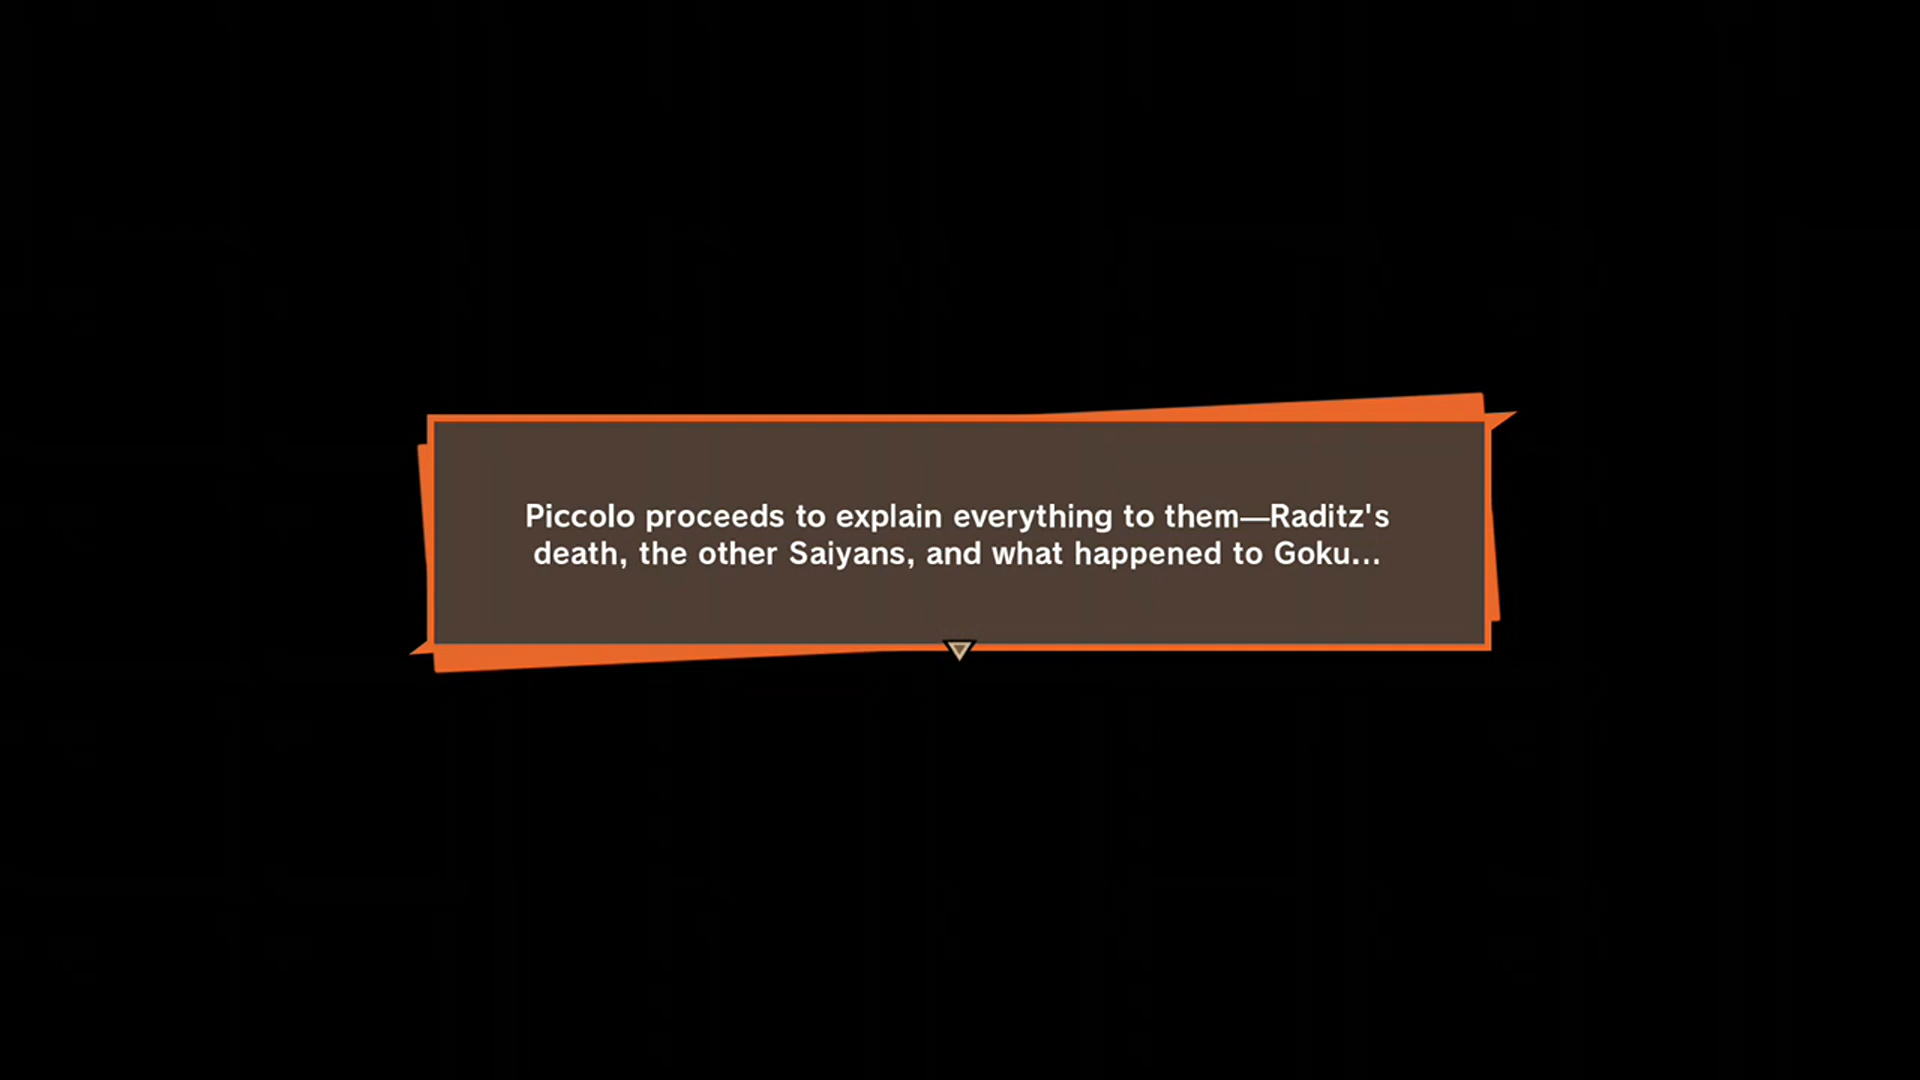 Piccolo proceeds to explain everything to them—Raditz's
death, the other Saiyans, and what happened to Goku...